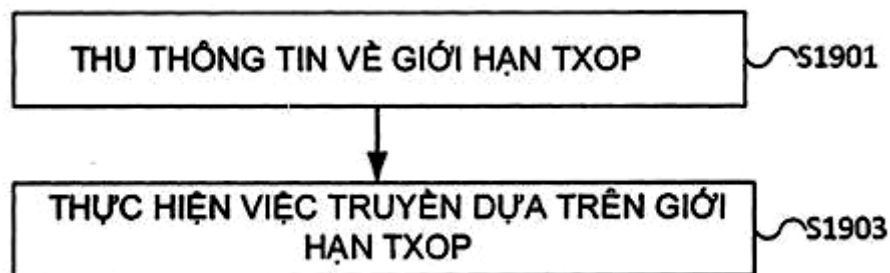 THU THÔNG TIN VỀ GIỚI HẠN TXOP
S1901
THỰC HIỆN VIỆC TRUYỀN DỰA TRÊN GIỚI
HẠN TXOP
S1903